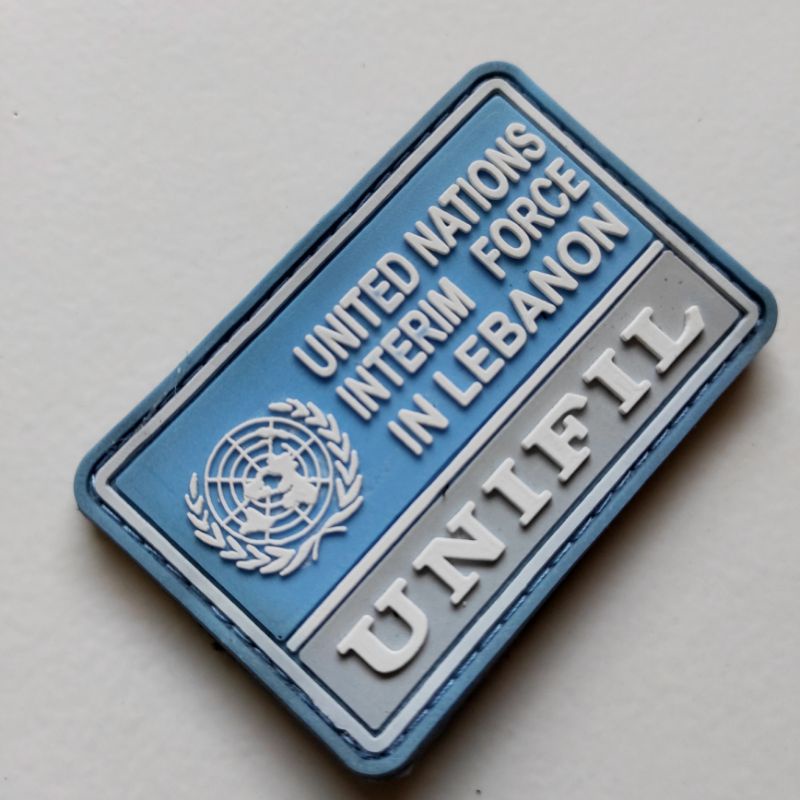 UNITED NATIONS
INTERIM FORCE
IN LEBANON
UNIFIL